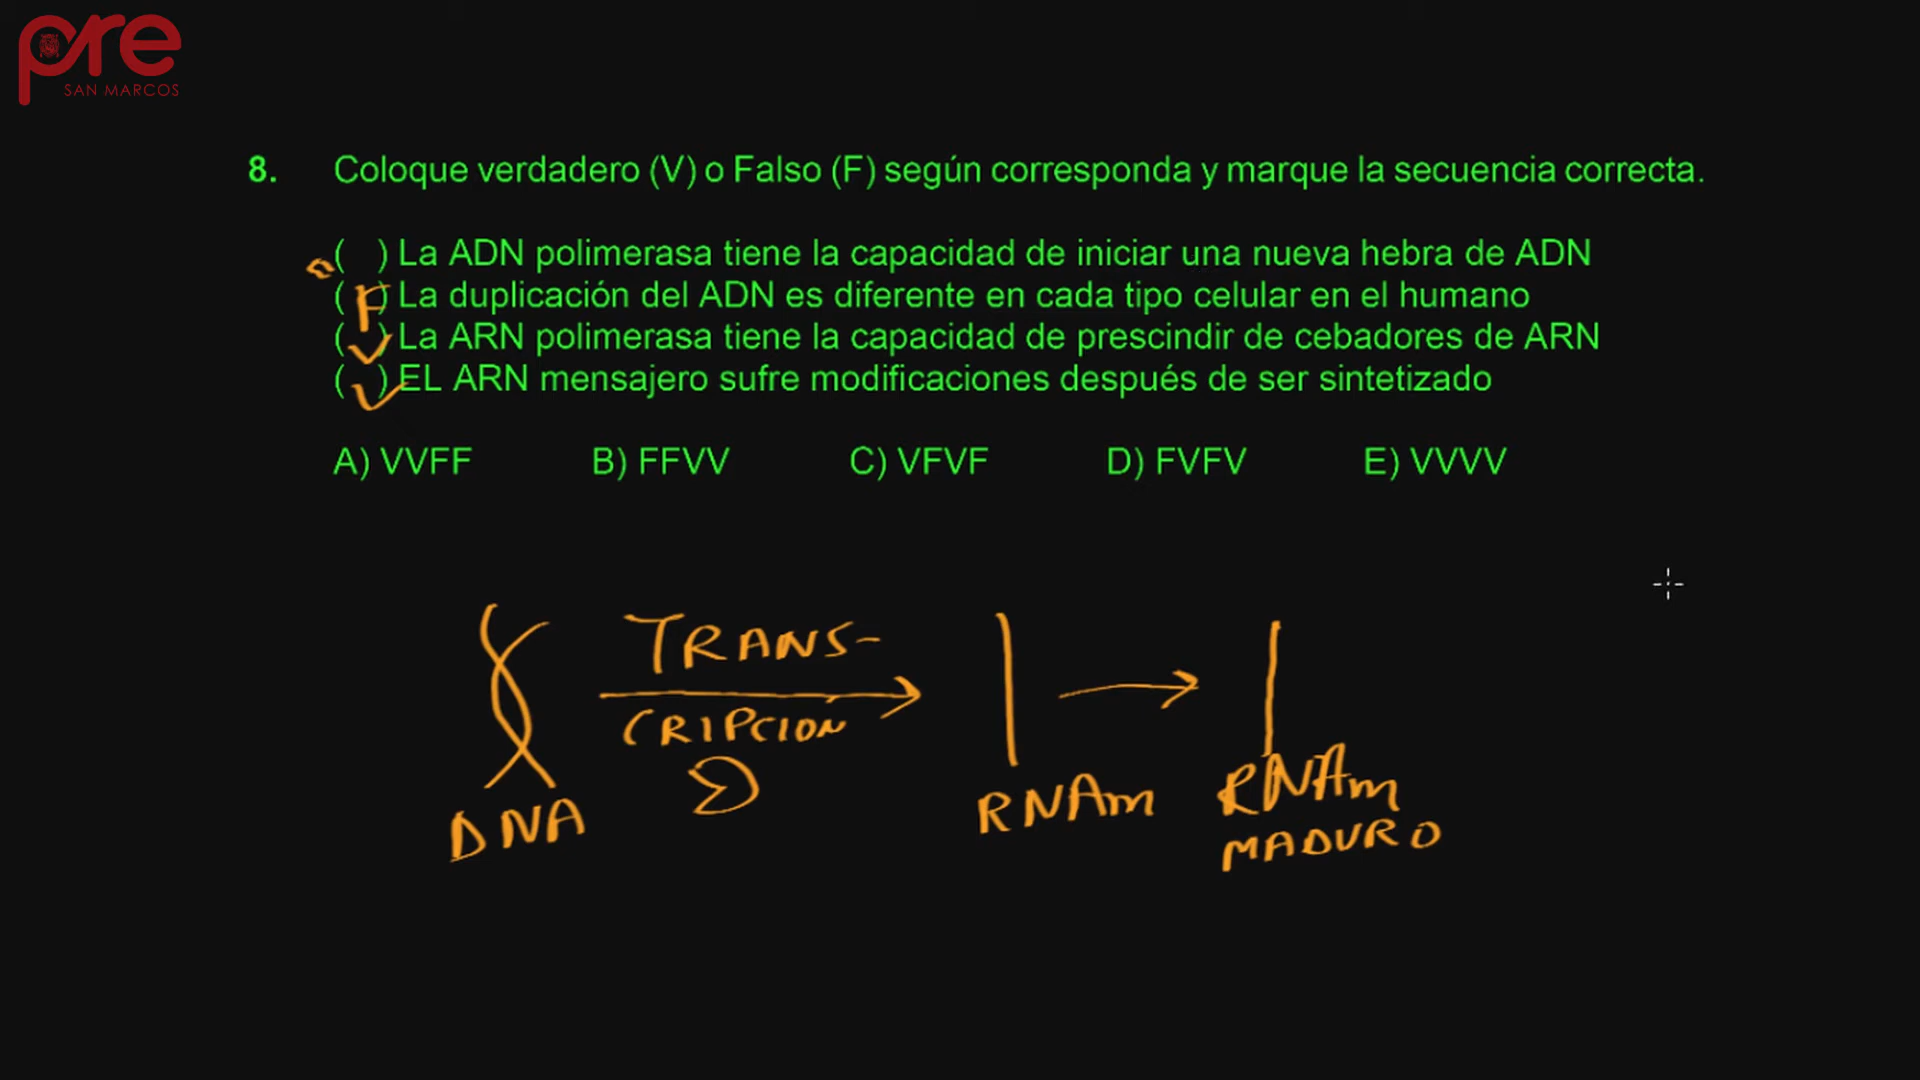 pre
SAN MARCOS
8. Coloque verdadero (V) o Falso (F) según corresponda y marque la secuencia correcta.
( ) La ADN polimerasa tiene la capacidad de iniciar una nueva hebra de ADN
( F ) La duplicación del ADN es diferente en cada tipo celular en el humano
( V ) La ARN polimerasa tiene la capacidad de prescindir de cebadores de ARN
( V ) EL ARN mensajero sufre modificaciones después de ser sintetizado
A) VVFF B) FFVV C) VFVF D) FVFV E) VVVV
TRANS-
CRIPCION
DNA
RNAm
RNAm
MADURO